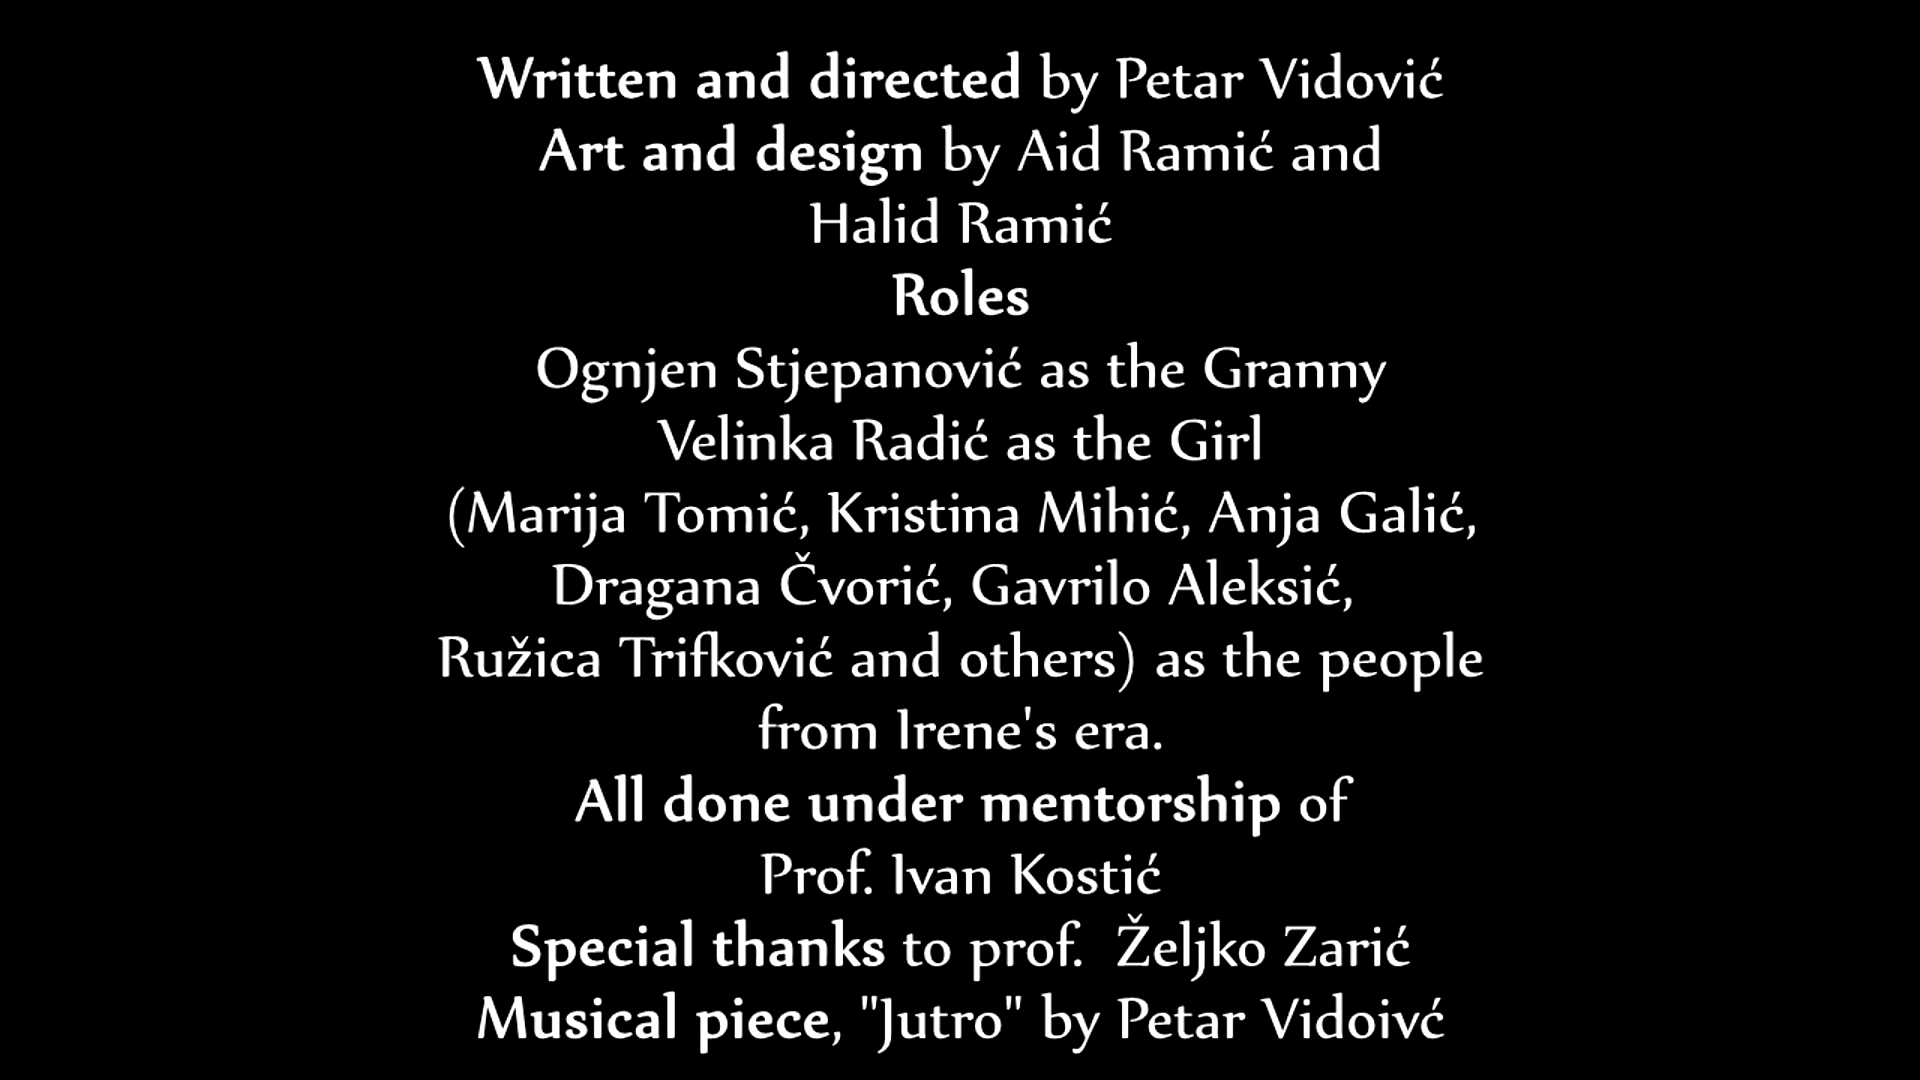 Written and directed by Petar Vidović
Art and design by Aid Ramić and
Halid Ramić
Roles
Ognjen Stjepanović as the Granny
Velinka Radić as the Girl
(Marija Tomić, Kristina Mihić, Anja Galić,
Dragana Čvorić, Gavrilo Aleksić,
Ružica Trifković and others) as the people
from Irene's era.
All done under mentorship of
Prof. Ivan Kostić
Special thanks to prof.  Željko Zarić
Musical piece, "Jutro" by Petar Vidoivć